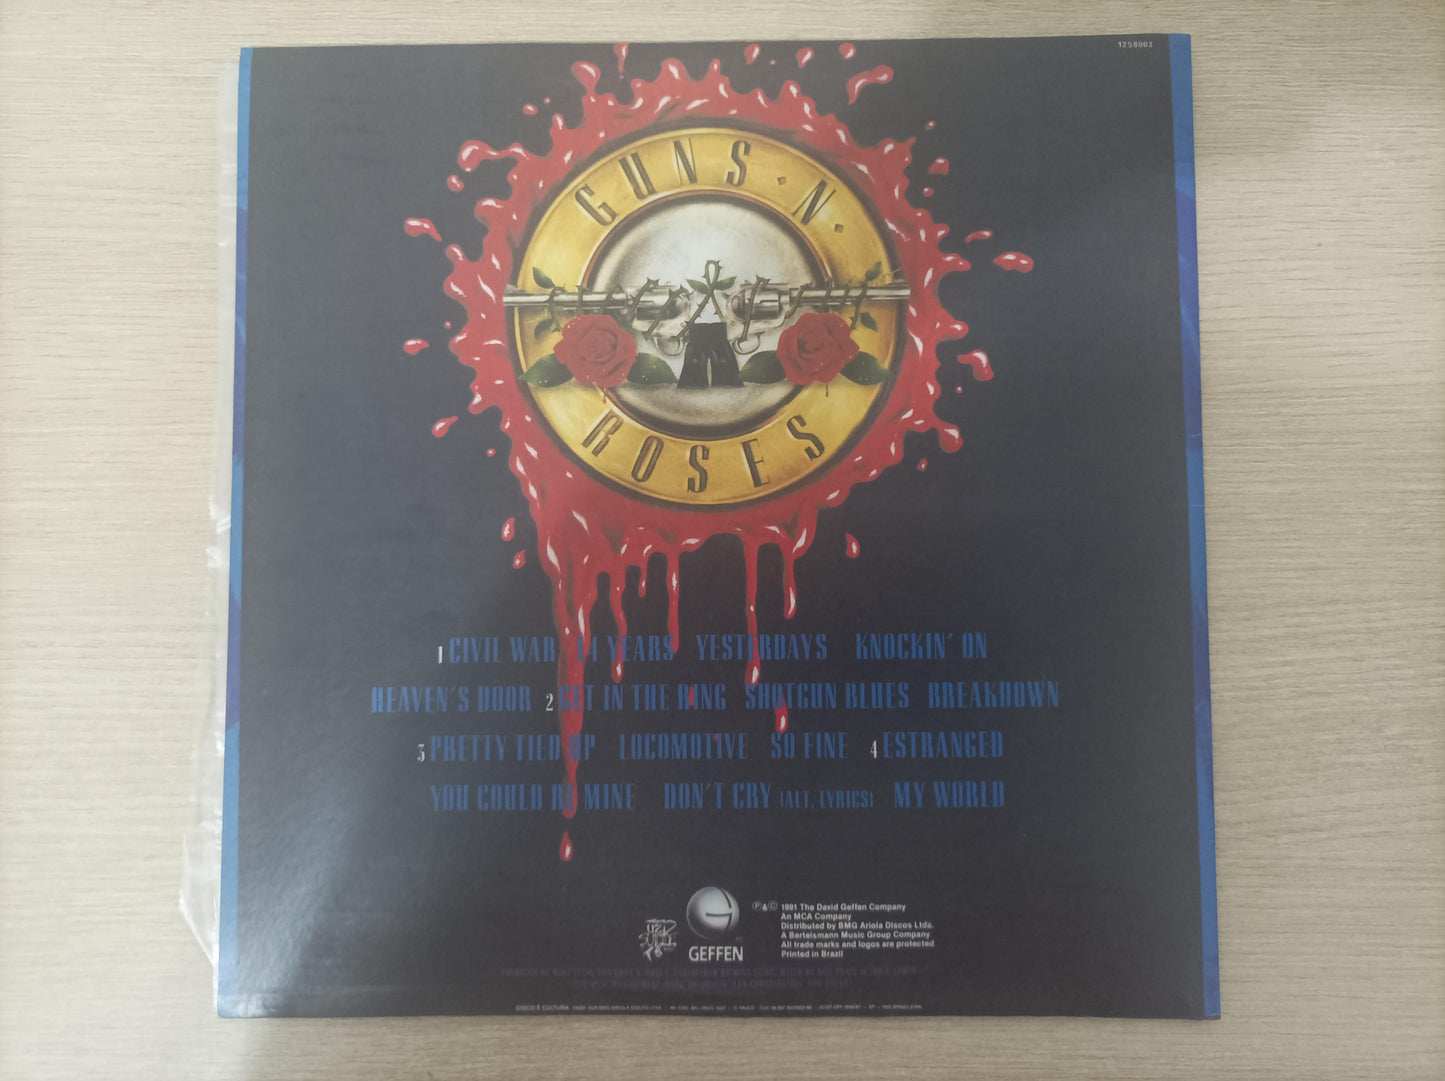 1258003
GUNS · N ·
ROSES
1 CIVIL WAR 14 YEARS YESTERDAYS KNOCKIN' ON
HEAVEN'S DOOR 2 GET IN THE RING SHOTGUN BLUES BREAKDOWN
3 PRETTY TIED UP LOCOMOTIVE SO FINE 4 ESTRANGED
YOU COULD BE MINE DON'T CRY (ALT. LYRICS) MY WORLD
UZI
GEFFEN
℗ & © 1991 The David Geffen Company
An MCA Company
Distributed by BMG Ariola Discos Ltda.
A Bertelsmann Music Group Company
All trade marks and logos are protected
Printed in Brazil
DISCO É CULTURA